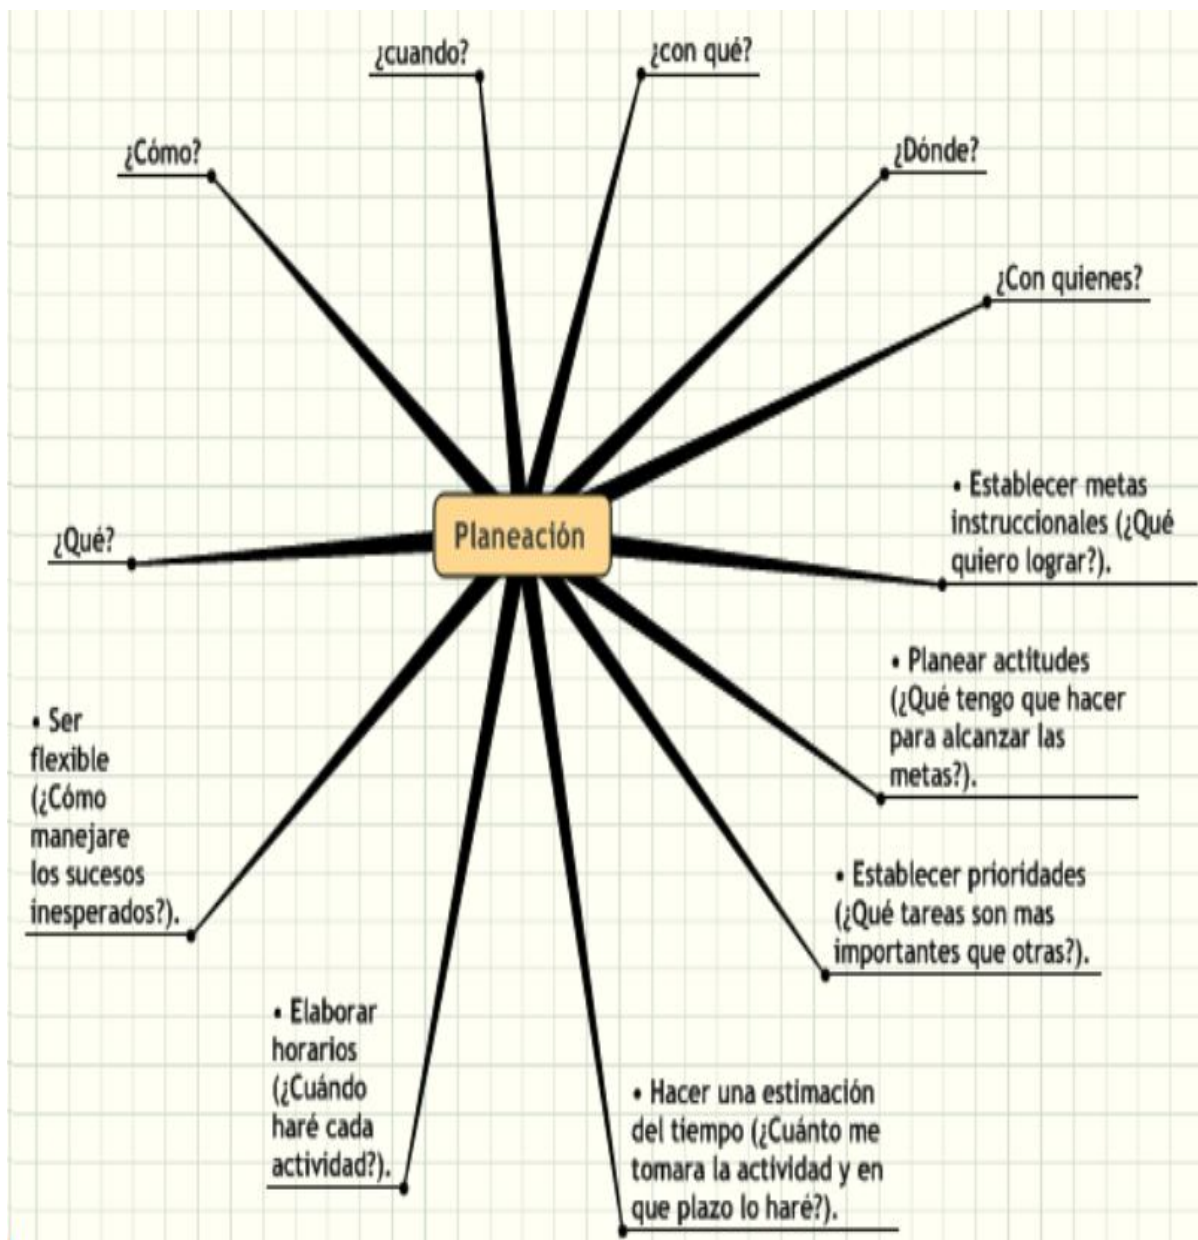 ¿cuando?
¿con qué?
¿Cómo?
¿Dónde?
¿Con quienes?
¿Qué?
Planeación
• Establecer metas
instruccionales (¿Qué
quiero lograr?).
• Planear actitudes
(¿Qué tengo que hacer
para alcanzar las
metas?).
• Establecer prioridades
(¿Qué tareas son mas
importantes que otras?).
• Hacer una estimación
del tiempo (¿Cuánto me
tomara la actividad y en
que plazo lo haré?).
• Elaborar
horarios
(¿Cuándo
haré cada
actividad?).
• Ser
flexible
(¿Cómo
manejare
los sucesos
inesperados?).